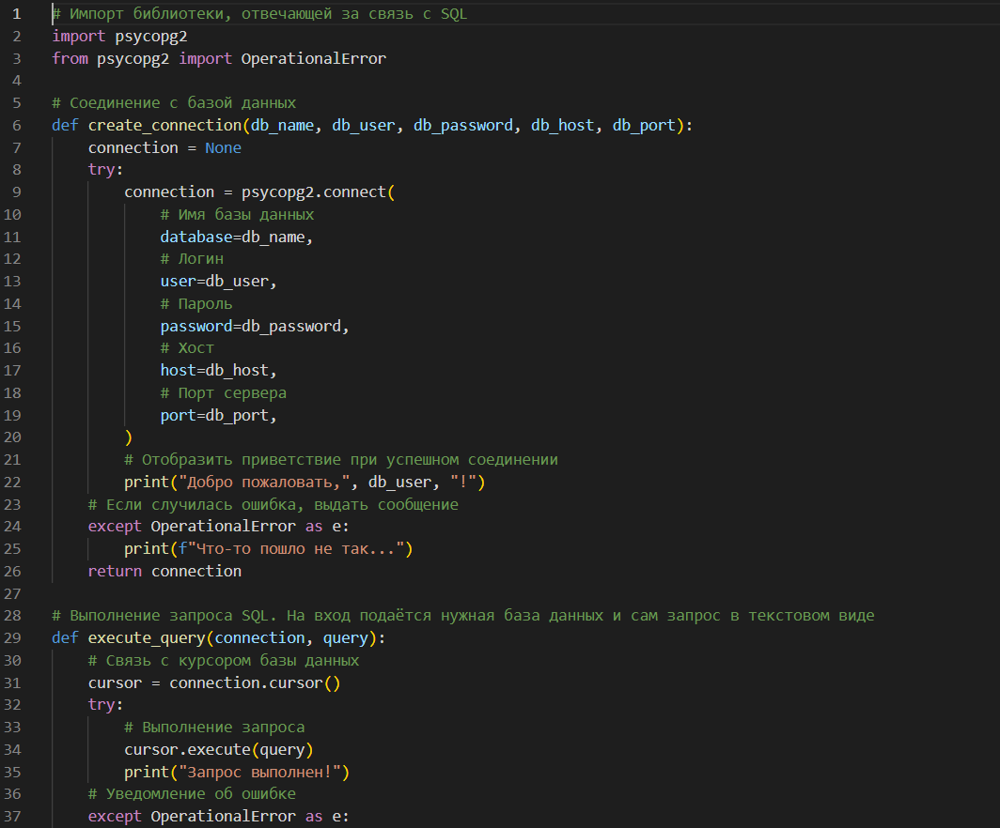 1 # Импорт библиотеки, отвечающей за связь с SQL
2 import psycopg2
3 from psycopg2 import OperationalError
4
5 # Соединение с базой данных
6 def create_connection(db_name, db_user, db_password, db_host, db_port):
7     connection = None
8     try:
9         connection = psycopg2.connect(
10             # Имя базы данных
11             database=db_name,
12             # Логин
13             user=db_user,
14             # Пароль
15             password=db_password,
16             # Хост
17             host=db_host,
18             # Порт сервера
19             port=db_port,
20         )
21         # Отобразить приветствие при успешном соединении
22         print("Добро пожаловать,", db_user, "!")
23     # Если случилась ошибка, выдать сообщение
24     except OperationalError as e:
25         print(f"Что-то пошло не так...")
26     return connection
27
28 # Выполнение запроса SQL. На вход подаётся нужная база данных и сам запрос в текстовом виде
29 def execute_query(connection, query):
30     # Связь с курсором базы данных
31     cursor = connection.cursor()
32     try:
33         # Выполнение запроса
34         cursor.execute(query)
35         print("Запрос выполнен!")
36     # Уведомление об ошибке
37     except OperationalError as e: